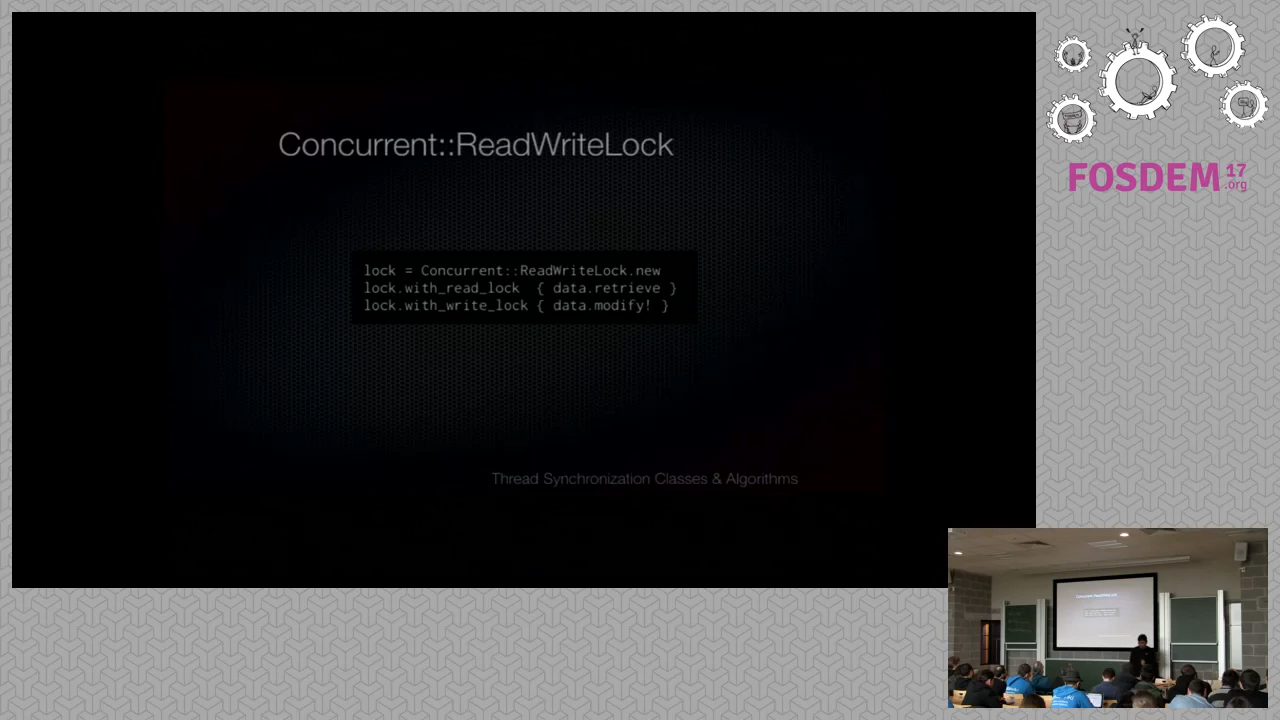 Concurrent::ReadWriteLock
lock = Concurrent::ReadWriteLock.new
lock.with_read_lock  { data.retrieve }
lock.with_write_lock { data.modify! }
Thread Synchronization Classes & Algorithms
FOSDEM 17
.org